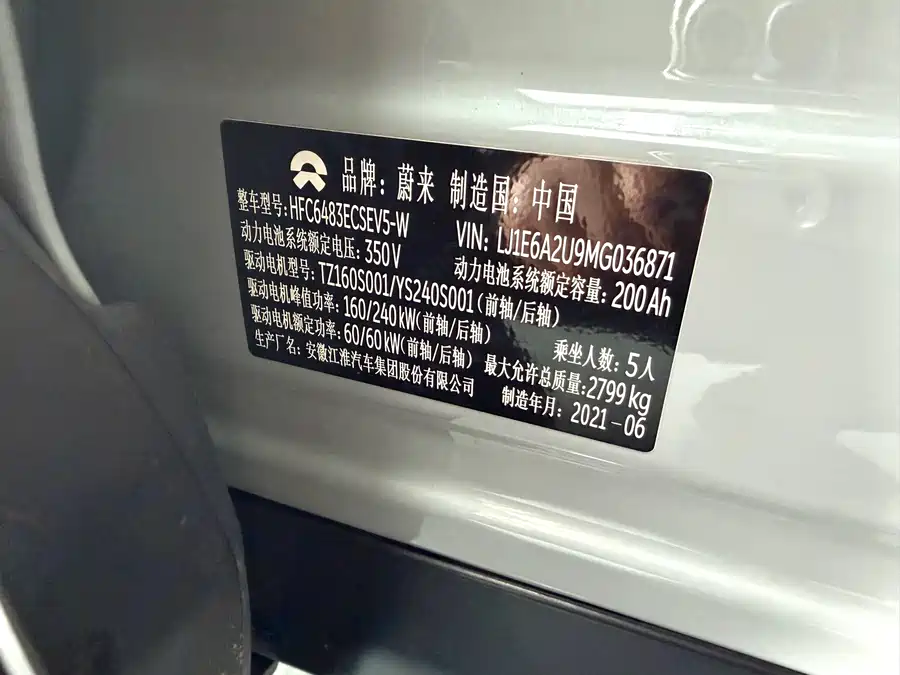 品牌：蔚来 制造国：中国
整车型号：HFC6483ECSEV5-W VIN：LJ1E6A2U9MG036871
动力电池系统额定电压：350V 动力电池系统额定容量：200Ah
驱动电机型号：TZ160S001/YS240S001（前轴/后轴）
驱动电机峰值功率：160/240kW（前轴/后轴） 乘坐人数：5人
驱动电机额定功率：60/60kW（前轴/后轴） 最大允许总质量：2799kg
生产厂名：安徽江淮汽车集团股份有限公司 制造年月：2021-06